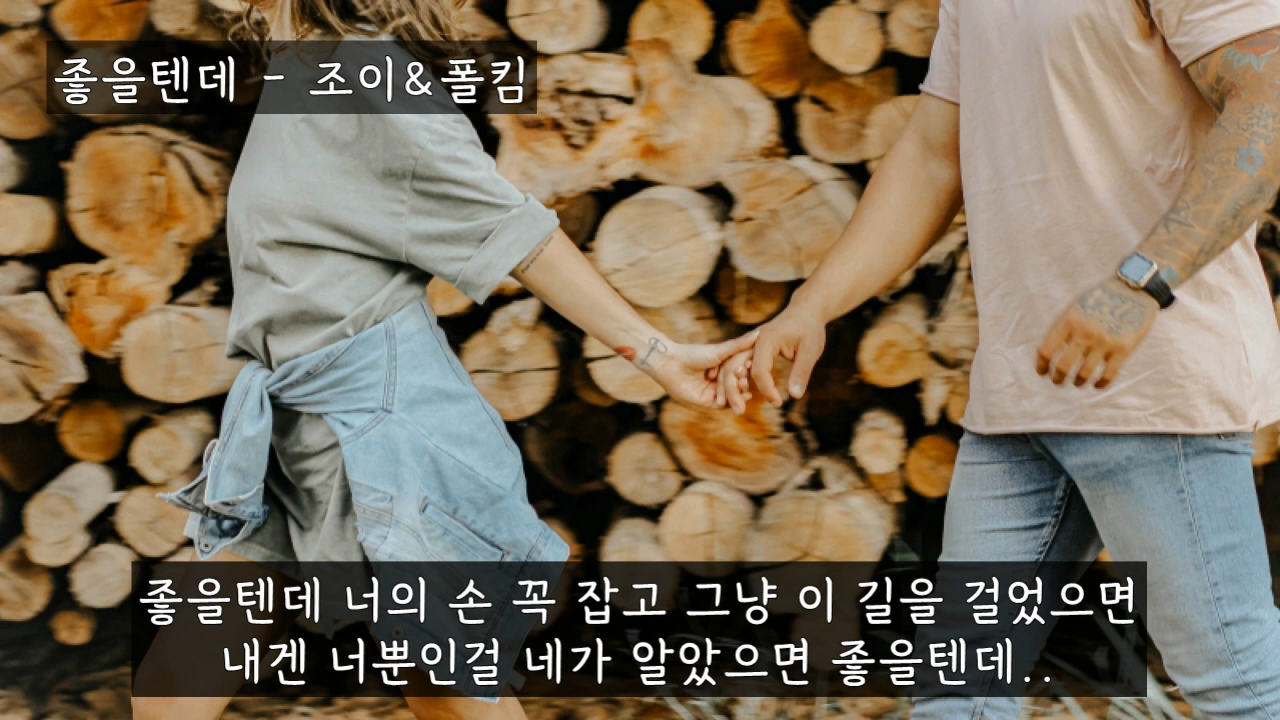 좋을텐데 - 조이&폴킴
좋을텐데 너의 손 꼭 잡고 그냥 이 길을 걸었으면
내겐 너뿐인걸 네가 알았으면 좋을텐데..